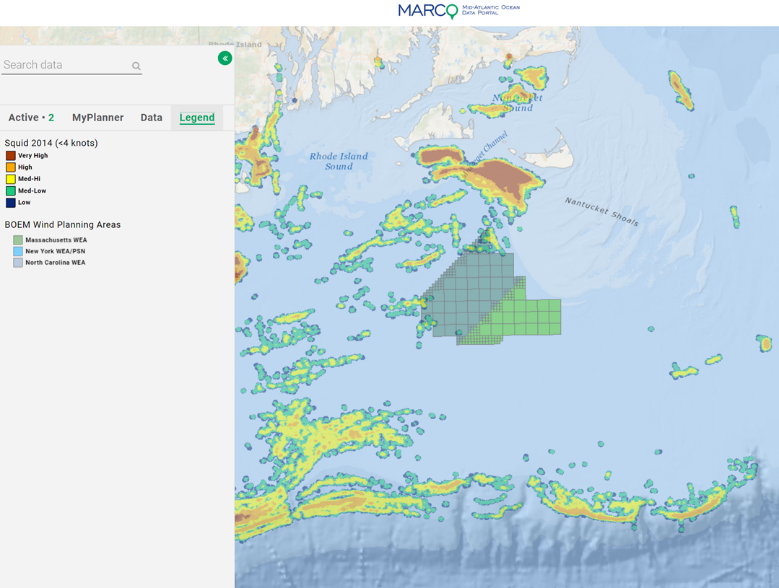 MARCO MID-ATLANTIC OCEAN
DATA PORTAL
Rhode Island
«
Search data
Active • 2 MyPlanner Data Legend
Squid 2014 (<4 knots)
Very High
High
Med-Hi
Med-Low
Low
BOEM Wind Planning Areas
Massachusetts WEA
New York WEA/PSN
North Carolina WEA
Sound
Channel
Rhode Island
Sound
Nantucket Shoals